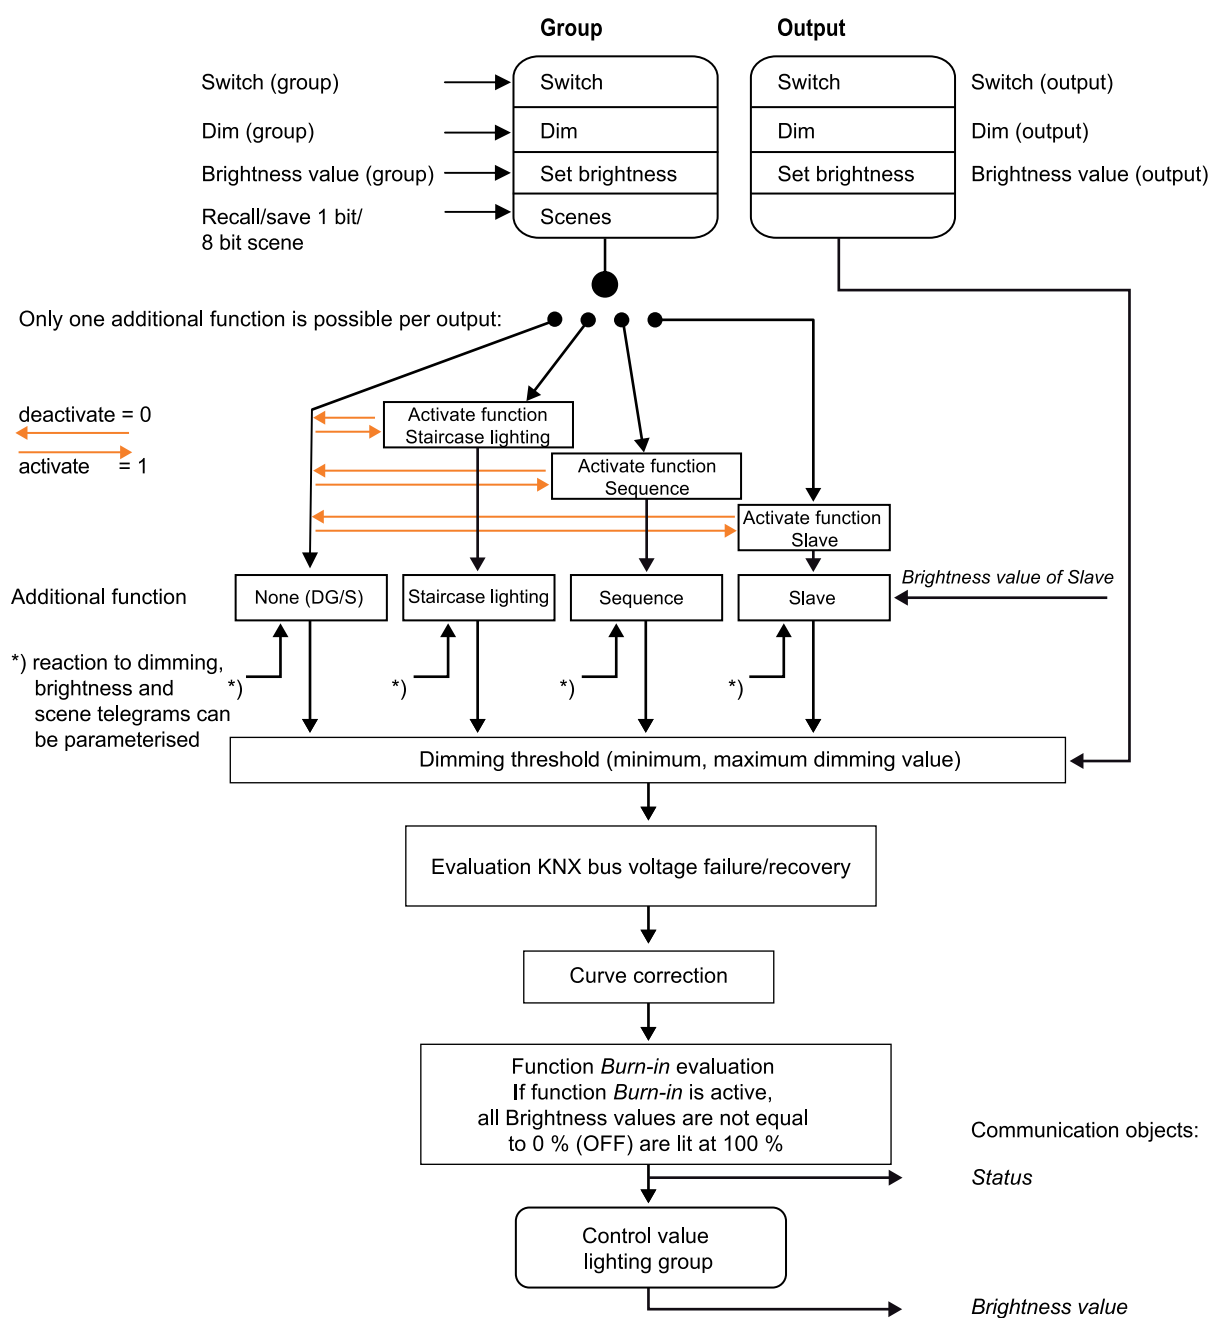 Group
Output
Switch (group)
Switch
Switch
Switch (output)
Dim (group)
Dim
Dim
Dim (output)
Brightness value (group)
Set brightness
Set brightness
Brightness value (output)
Recall/save 1 bit/
8 bit scene
Scenes
Only one additional function is possible per output:
deactivate = 0
activate = 1
Activate function
Staircase lighting
Activate function
Sequence
Activate function
Slave
Additional function
None (DG/S)
Staircase lighting
Sequence
Slave
Brightness value of Slave
*) reaction to dimming,
brightness and
scene telegrams can
be parameterised
*)
*)
*)
*)
Dimming threshold (minimum, maximum dimming value)
Evaluation KNX bus voltage failure/recovery
Curve correction
Function Burn-in evaluation
If function Burn-in is active,
all Brightness values are not equal
to 0 % (OFF) are lit at 100 %
Communication objects:
Status
Control value
lighting group
Brightness value